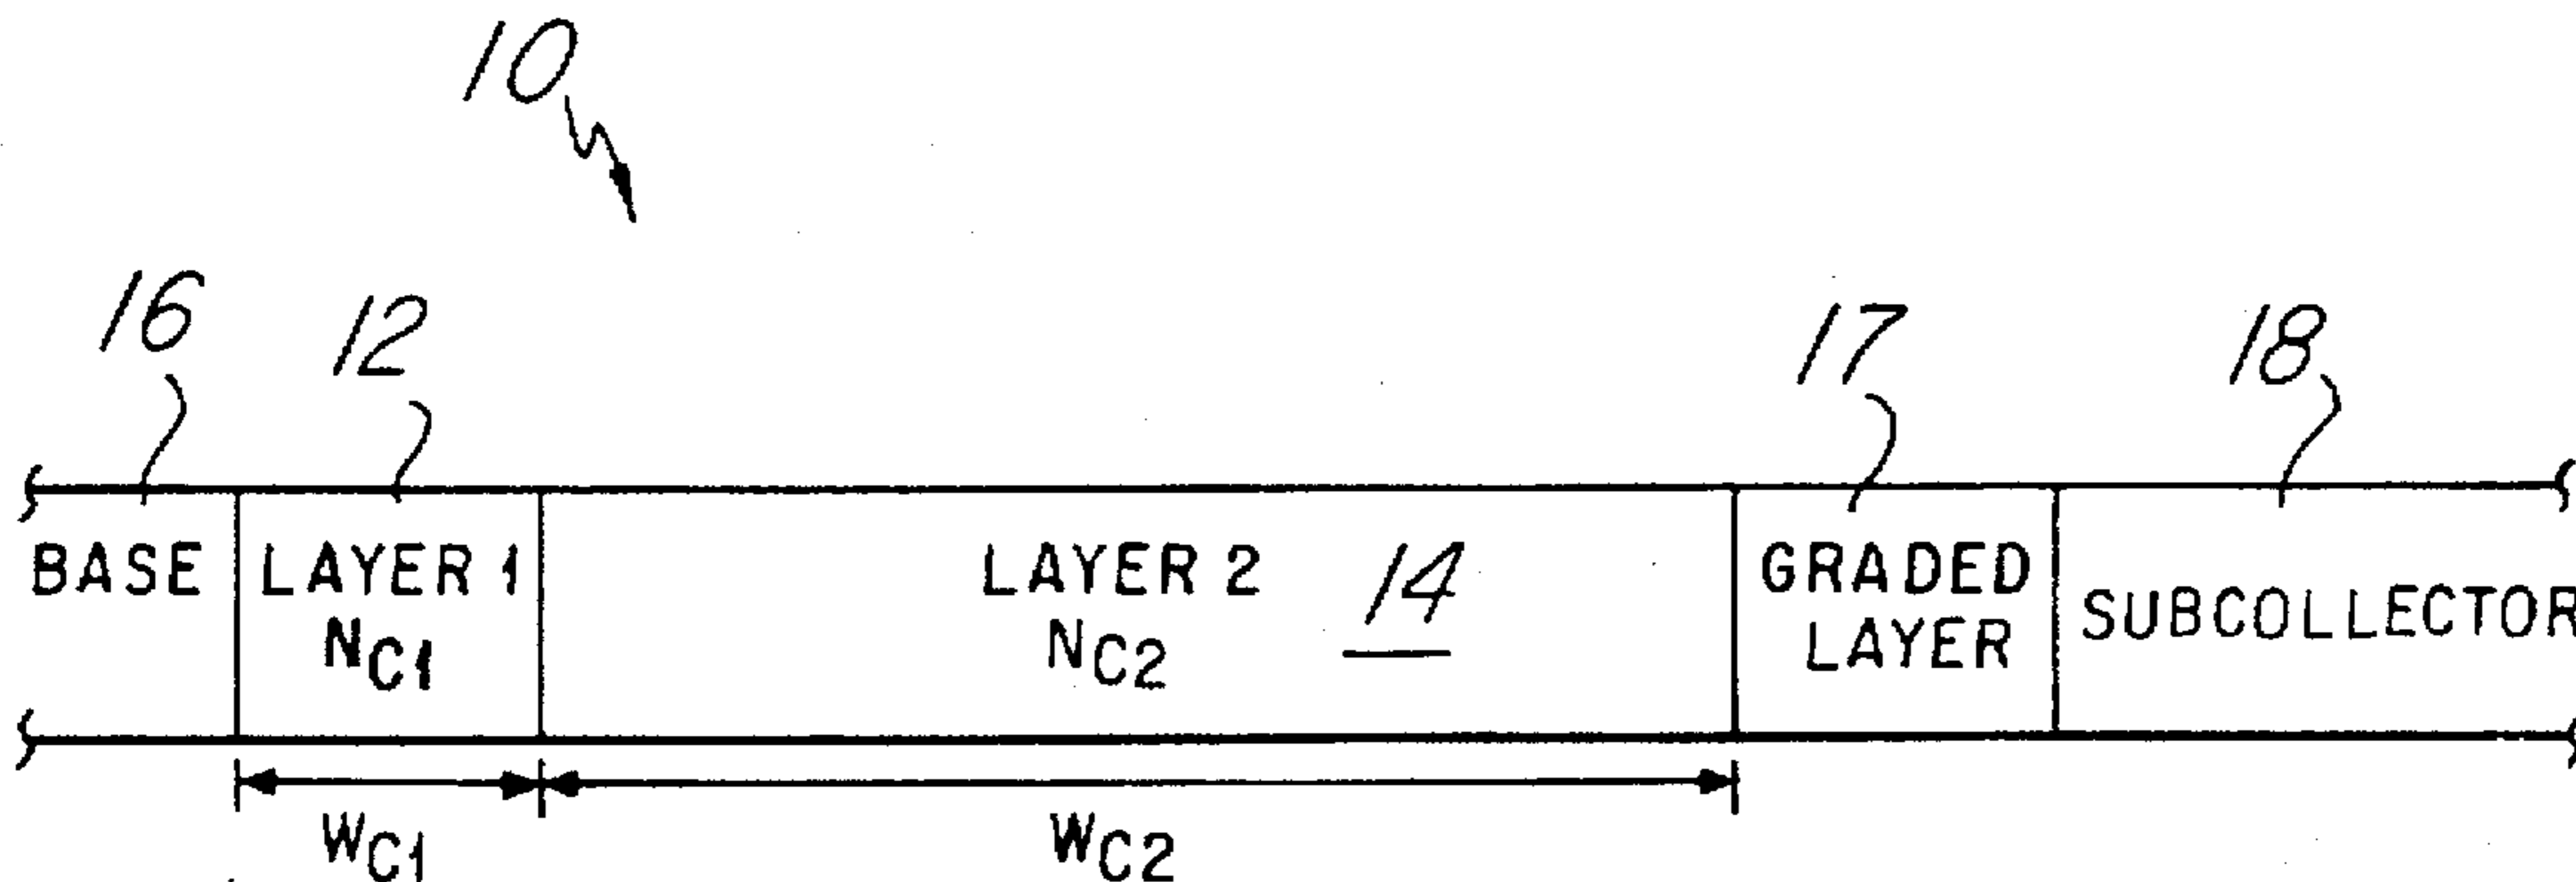 10
16
12
17
18
BASE
LAYER 1
NC1
LAYER 2
NC2
14
GRADED
LAYER
SUBCOLLECTOR
WC1
WC2